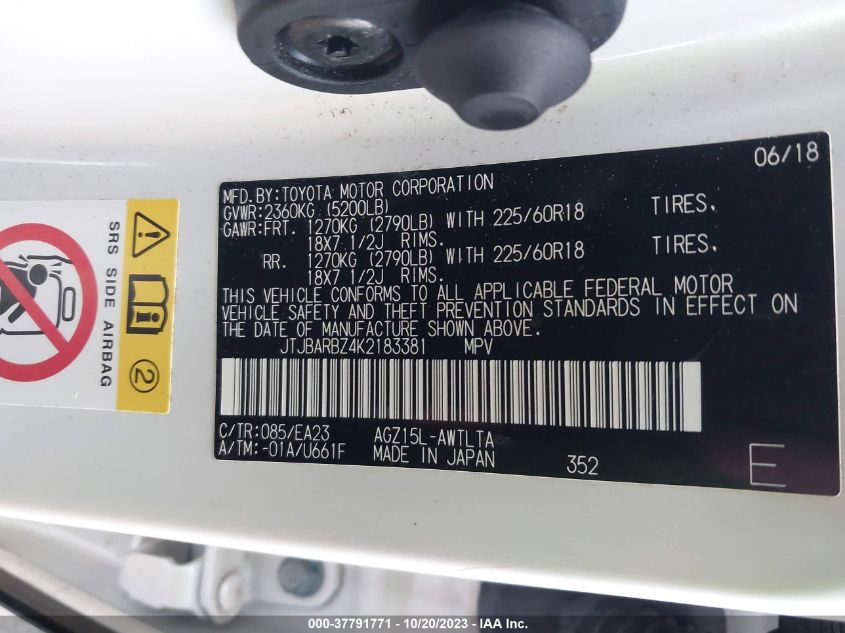 06/18
MFD.BY:TOYOTA MOTOR CORPORATION
GVWR:2360KG (5200LB)
GAWR:FRT. 1270KG (2790LB) WITH 225/60R18 TIRES,
18X7 1/2J RIMS.
RR. 1270KG (2790LB) WITH 225/60R18 TIRES,
18X7 1/2J RIMS.
THIS VEHICLE CONFORMS TO ALL APPLICABLE FEDERAL MOTOR
VEHICLE SAFETY AND THEFT PREVENTION STANDARDS IN EFFECT ON
THE DATE OF MANUFACTURE SHOWN ABOVE.
JTJBARBZ4K2183381 MPV
C/TR:085/EA23 AGZ15L-AWTLTA
A/TM:-01A/U661F MADE IN JAPAN 352 E
SRS SIDE AIRBAG
2
000-37791771 - 10/20/2023 - IAA Inc.